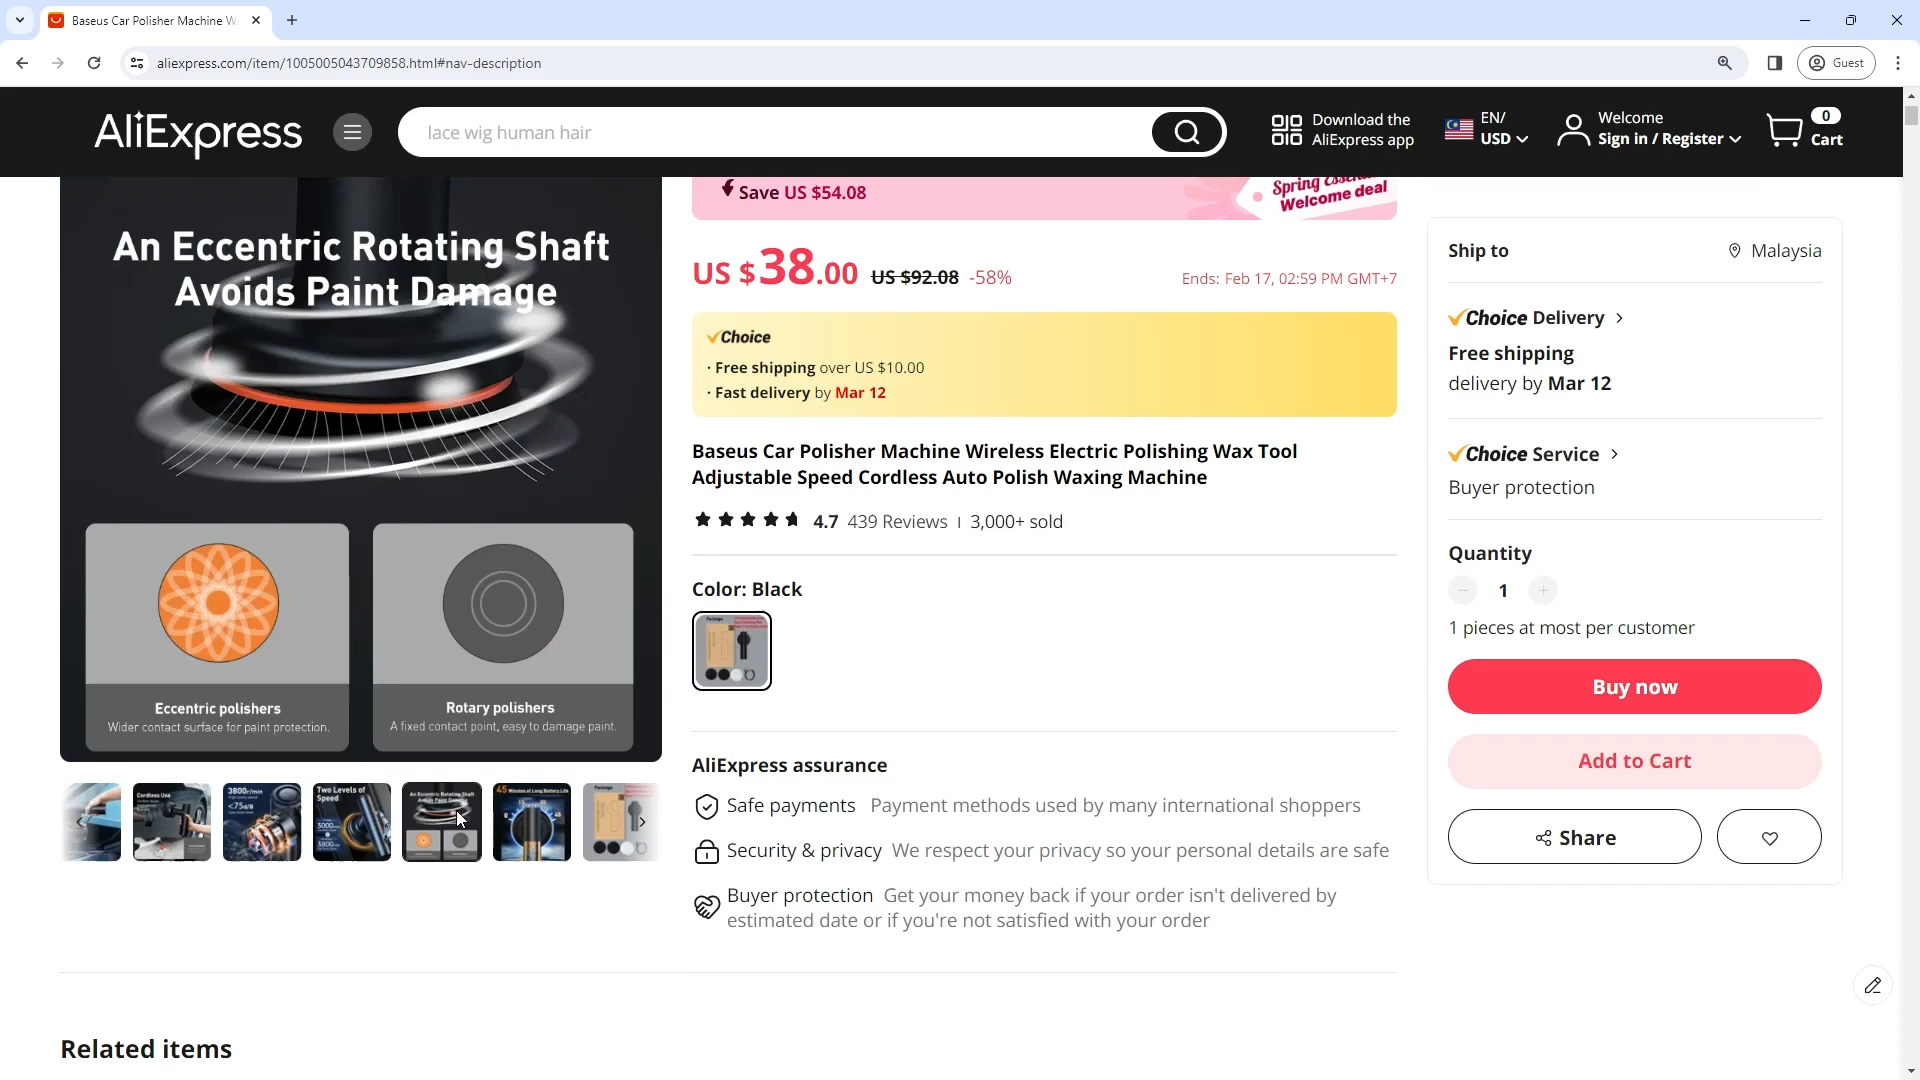 Baseus Car Polisher Machine W
aliexpress.com/item/1005005043709858.html#nav-description
Guest
AliExpress
lace wig human hair
Download the
AliExpress app
EN/
USD
Welcome
Sign in / Register
0
Cart
An Eccentric Rotating Shaft
Avoids Paint Damage
Eccentric polishers
Wider contact surface for paint protection.
Rotary polishers
A fixed contact point, easy to damage paint.
Cordless Use
3800r/min
<75dB
Two Levels of
Speed
3000
3800
An Eccentric Rotating Shaft
Avoids Paint Damage
45 Minutes of Long Battery Life
Package
Save US $54.08
Spring Essentials
Welcome deal
US $38.00 US $92.08 -58%
Ends: Feb 17, 02:59 PM GMT+7
Choice
· Free shipping over US $10.00
· Fast delivery by Mar 12
Baseus Car Polisher Machine Wireless Electric Polishing Wax Tool
Adjustable Speed Cordless Auto Polish Waxing Machine
4.7 439 Reviews | 3,000+ sold
Color: Black
Package
AliExpress assurance
Safe payments Payment methods used by many international shoppers
Security & privacy We respect your privacy so your personal details are safe
Buyer protection Get your money back if your order isn't delivered by
estimated date or if you're not satisfied with your order
Ship to
Malaysia
Choice Delivery >
Free shipping
delivery by Mar 12
Choice Service >
Buyer protection
Quantity
- 1 +
1 pieces at most per customer
Buy now
Add to Cart
Share
Related items